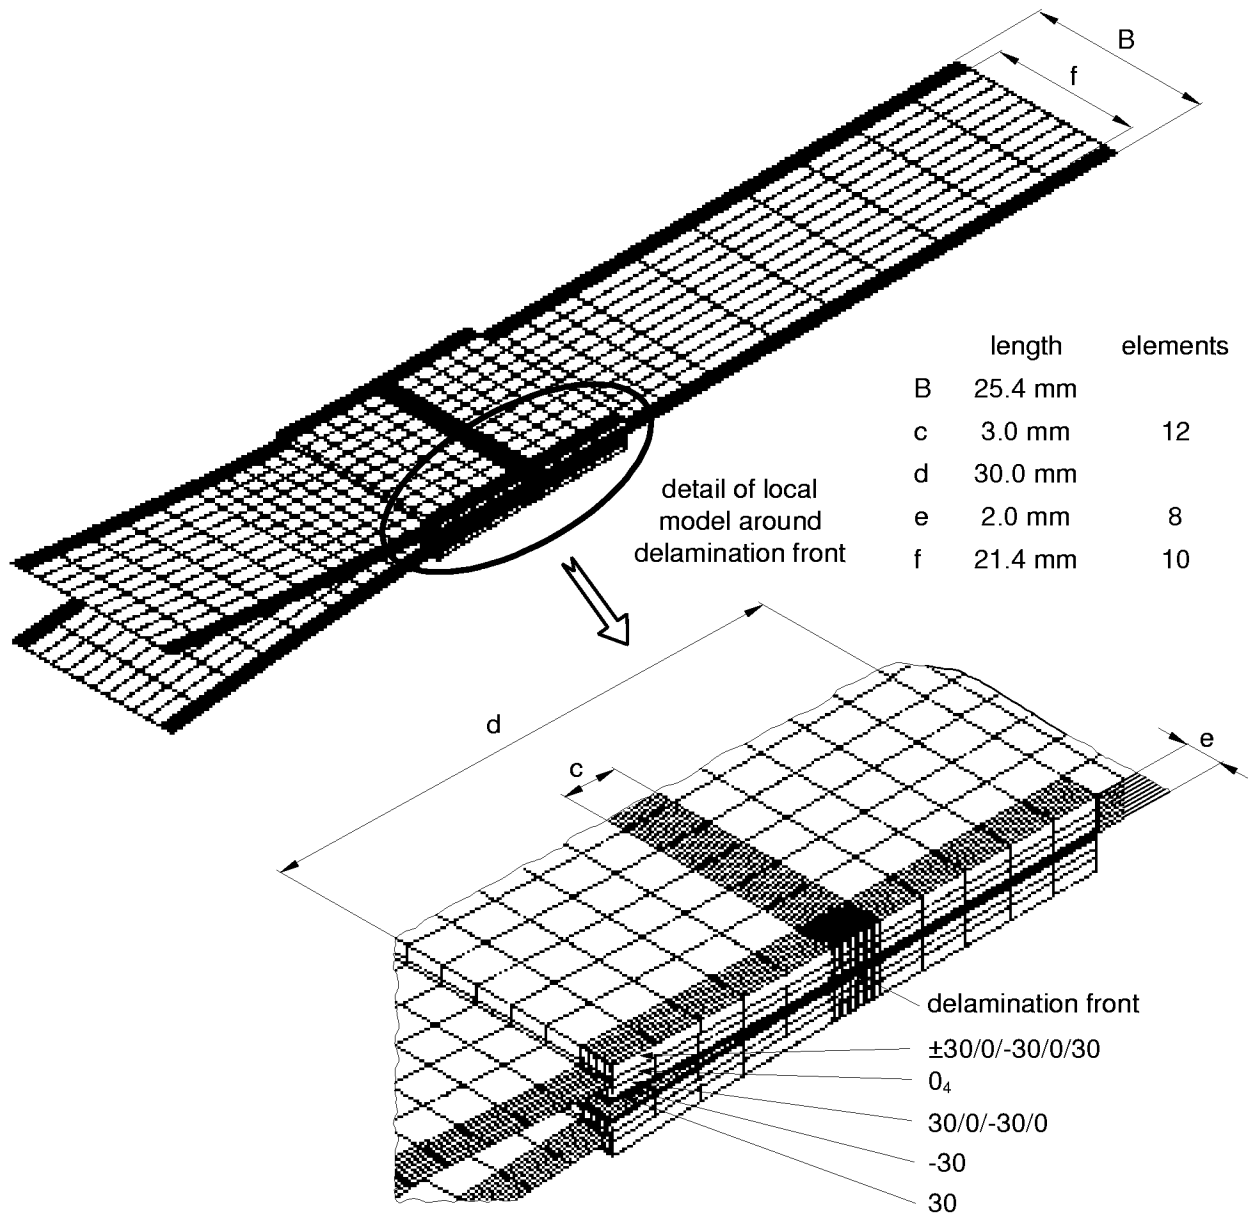 B
f
length elements
B 25.4 mm
c 3.0 mm 12
d 30.0 mm
e 2.0 mm 8
f 21.4 mm 10
detail of local
model around
delamination front
d
c
e
delamination front
±30/0/-30/0/30
0₄
30/0/-30/0
-30
30